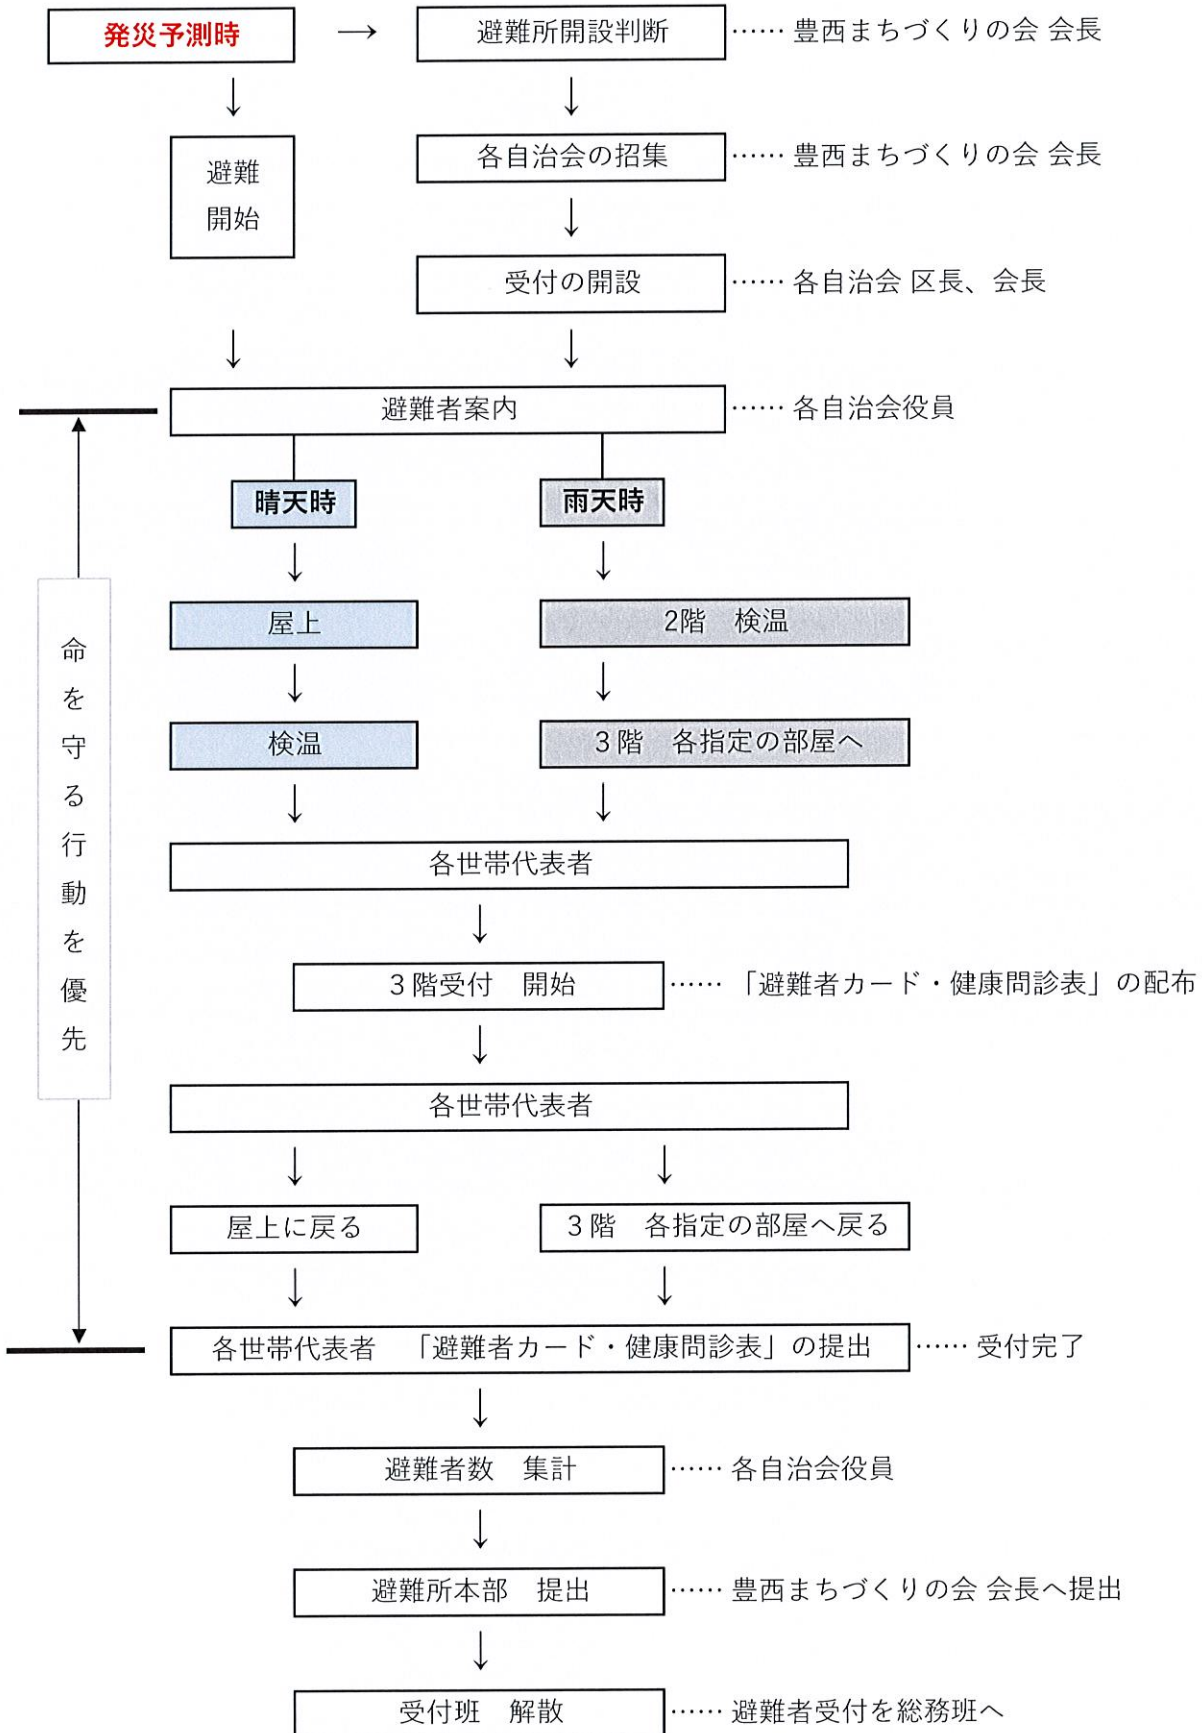 発災予測時 → 避難所開設判断 …… 豊西まちづくりの会 会長
避難
開始
各自治会の招集 …… 豊西まちづくりの会 会長
受付の開設 …… 各自治会 区長、会長
避難者案内 …… 各自治会役員
晴天時 雨天時
屋上 2階 検温
検温 3階 各指定の部屋へ
命を守る行動を優先
各世帯代表者
3階受付 開始 …… 「避難者カード・健康問診表」の配布
各世帯代表者
屋上に戻る 3階 各指定の部屋へ戻る
各世帯代表者 「避難者カード・健康問診表」の提出 …… 受付完了
避難者数 集計 …… 各自治会役員
避難所本部 提出 …… 豊西まちづくりの会 会長へ提出
受付班 解散 …… 避難者受付を総務班へ